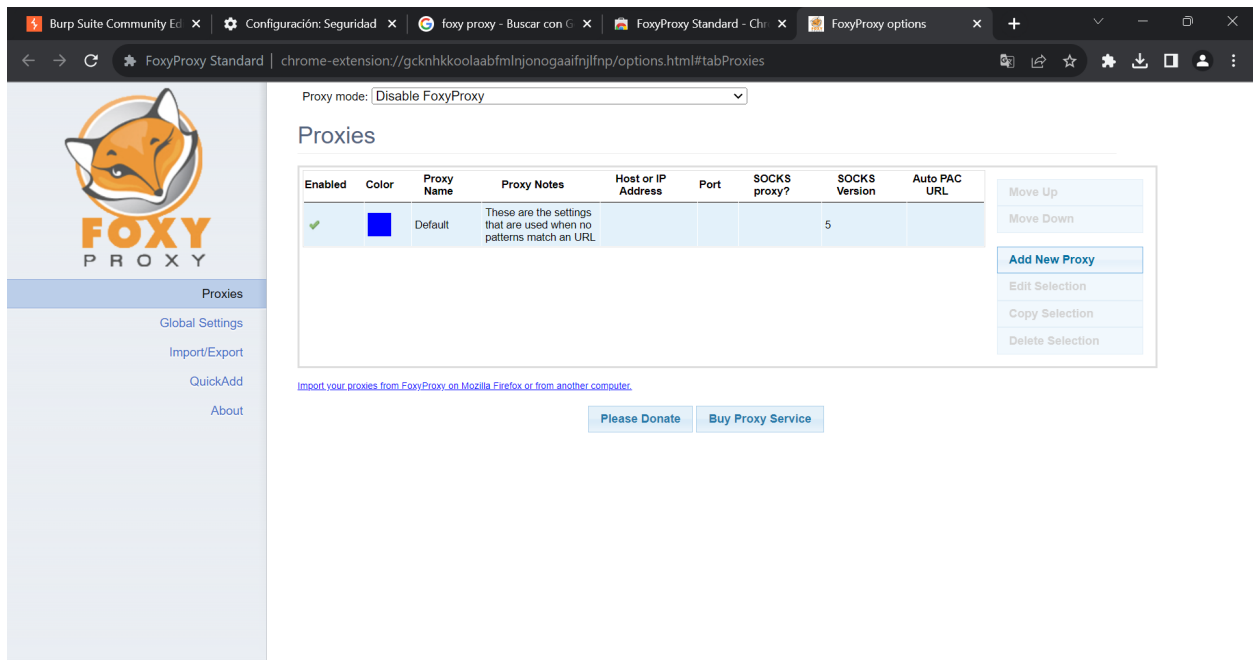 Burp Suite Community Ed
Configuración: Seguridad
foxy proxy - Buscar con G
FoxyProxy Standard - Chr
FoxyProxy options
FoxyProxy Standard | chrome-extension://gcknhkkoolaabfmlnjonogaaifnjlfnp/options.html#tabProxies
FOXY
PROXY
Proxies
Global Settings
Import/Export
QuickAdd
About
Proxy mode: Disable FoxyProxy
Proxies
Enabled Color Proxy Name Proxy Notes Host or IP Address Port SOCKS proxy? SOCKS Version Auto PAC URL
Default These are the settings that are used when no patterns match an URL 5
Move Up
Move Down
Add New Proxy
Edit Selection
Copy Selection
Delete Selection
Import your proxies from FoxyProxy on Mozilla Firefox or from another computer.
Please Donate Buy Proxy Service